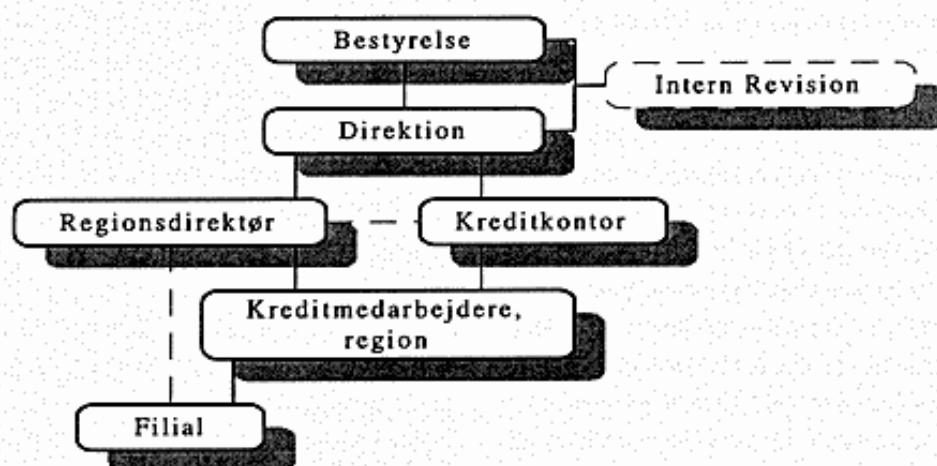 Bestyrelse
Intern Revision
Direktion
Regionsdirektør
Kreditkontor
Kreditmedarbejdere,
region
Filial